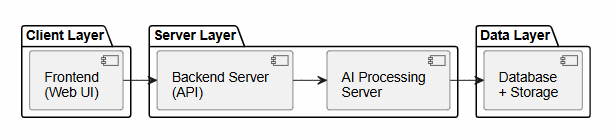 Client Layer
Frontend
(Web UI)
Server Layer
Backend Server
(API)
AI Processing
Server
Data Layer
Database
+ Storage